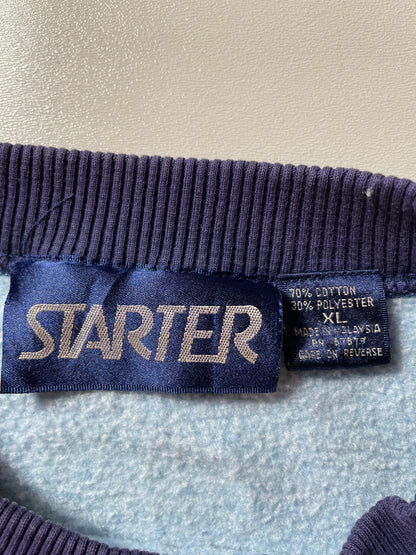 STARTER
70% COTTON
30% POLYESTER
XL
MADE IN MALAYSIA
CARE ON REVERSE